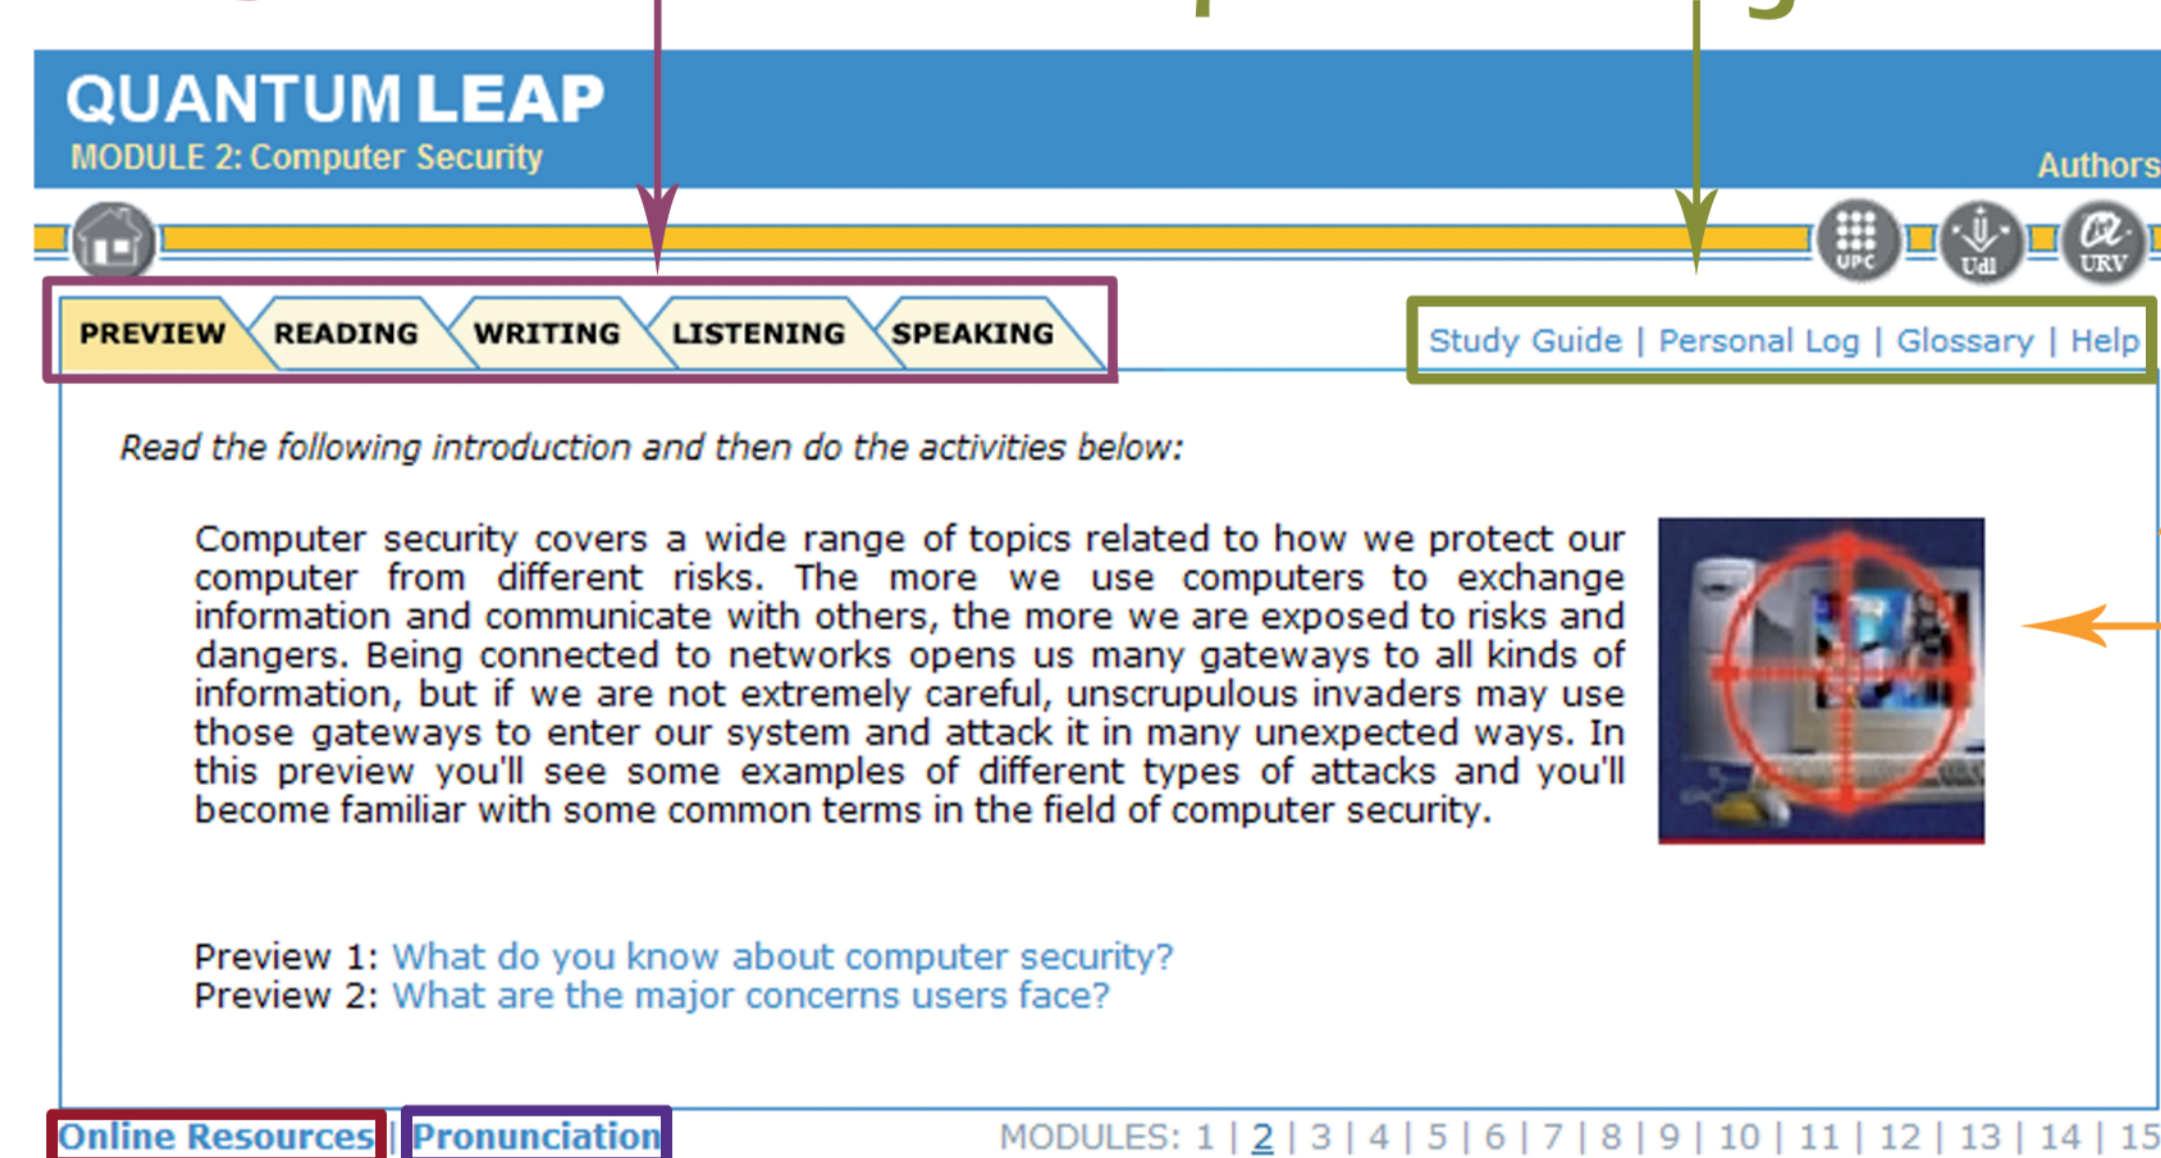 QUANTUM LEAP
MODULE 2: Computer Security
Authors
UPC
UdI
URV
PREVIEW READING WRITING LISTENING SPEAKING
Study Guide | Personal Log | Glossary | Help
Read the following introduction and then do the activities below:
Computer security covers a wide range of topics related to how we protect our
computer from different risks. The more we use computers to exchange
information and communicate with others, the more we are exposed to risks and
dangers. Being connected to networks opens us many gateways to all kinds of
information, but if we are not extremely careful, unscrupulous invaders may use
those gateways to enter our system and attack it in many unexpected ways. In
this preview you'll see some examples of different types of attacks and you'll
become familiar with some common terms in the field of computer security.
Preview 1: What do you know about computer security?
Preview 2: What are the major concerns users face?
Online Resources | Pronunciation
MODULES: 1 | 2 | 3 | 4 | 5 | 6 | 7 | 8 | 9 | 10 | 11 | 12 | 13 | 14 | 15